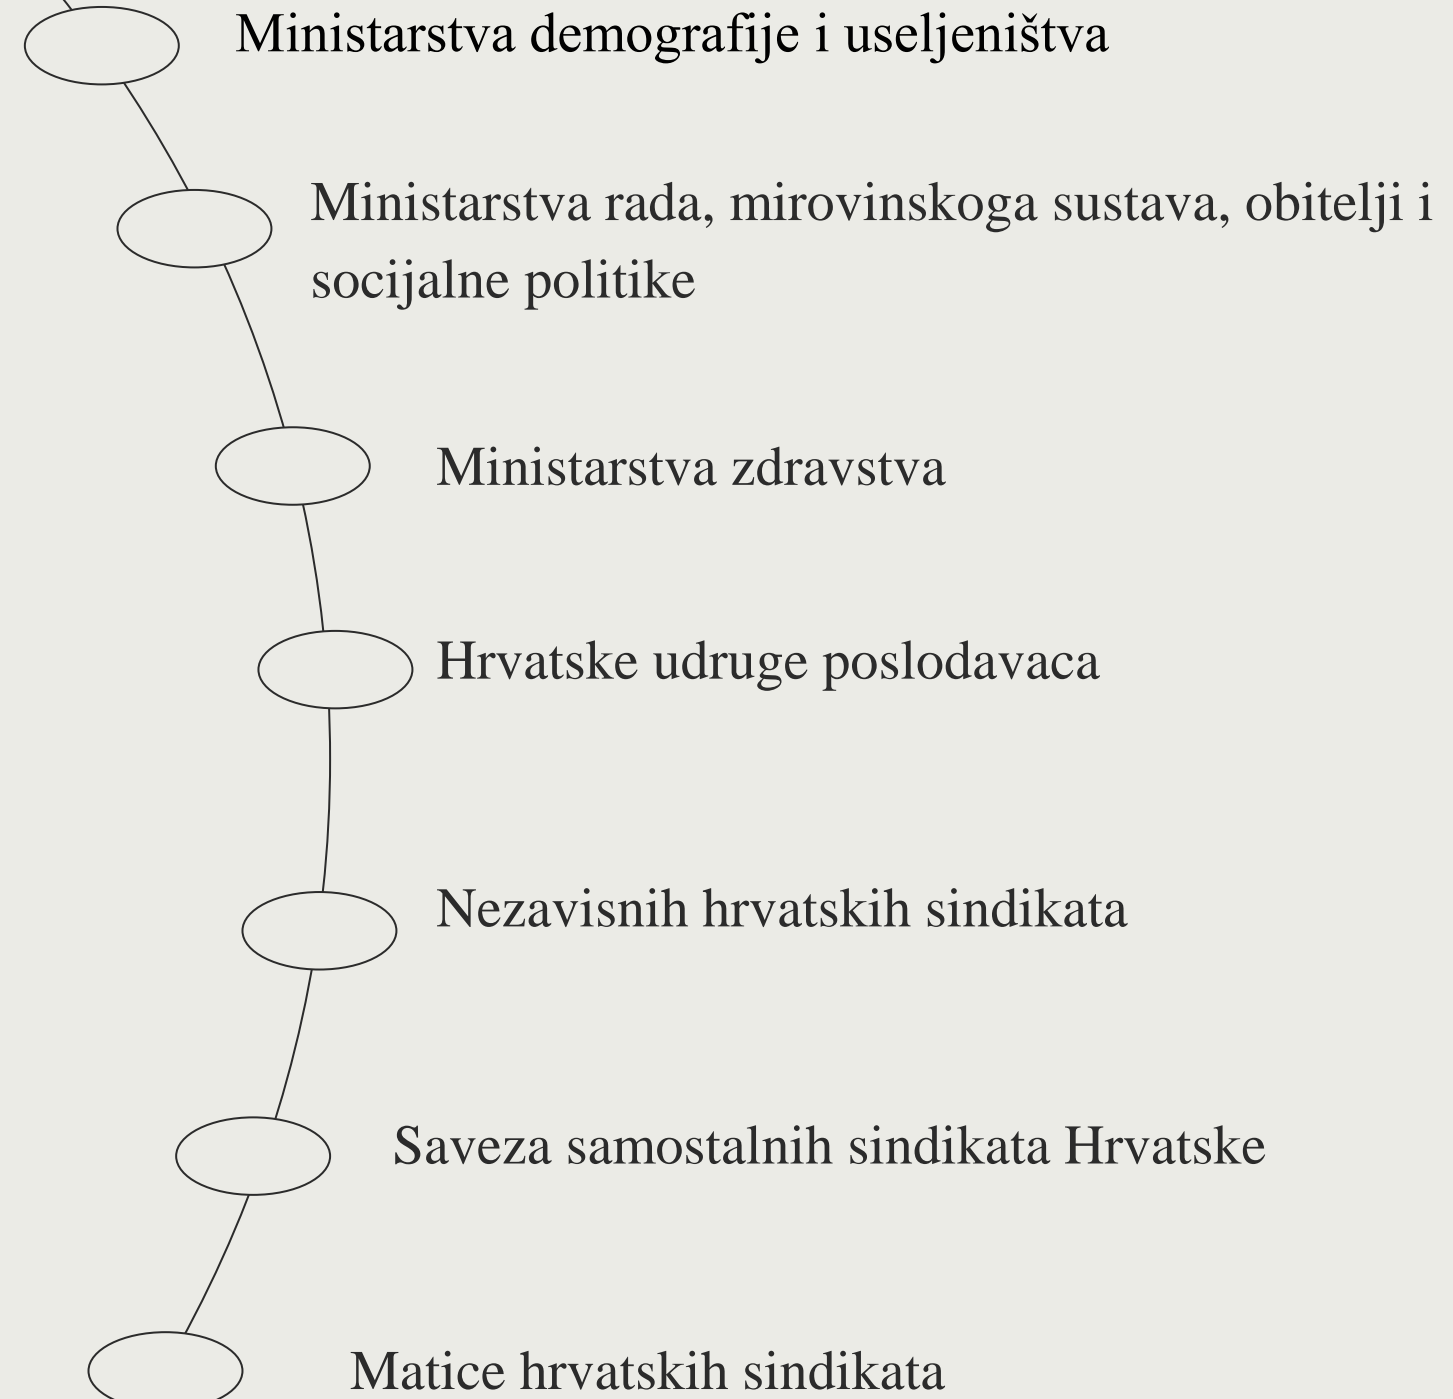 Ministarstva demografije i useljeništva
Ministarstva rada, mirovinskoga sustava, obitelji i
socijalne politike
Ministarstva zdravstva
Hrvatske udruge poslodavaca
Nezavisnih hrvatskih sindikata
Saveza samostalnih sindikata Hrvatske
Matice hrvatskih sindikata